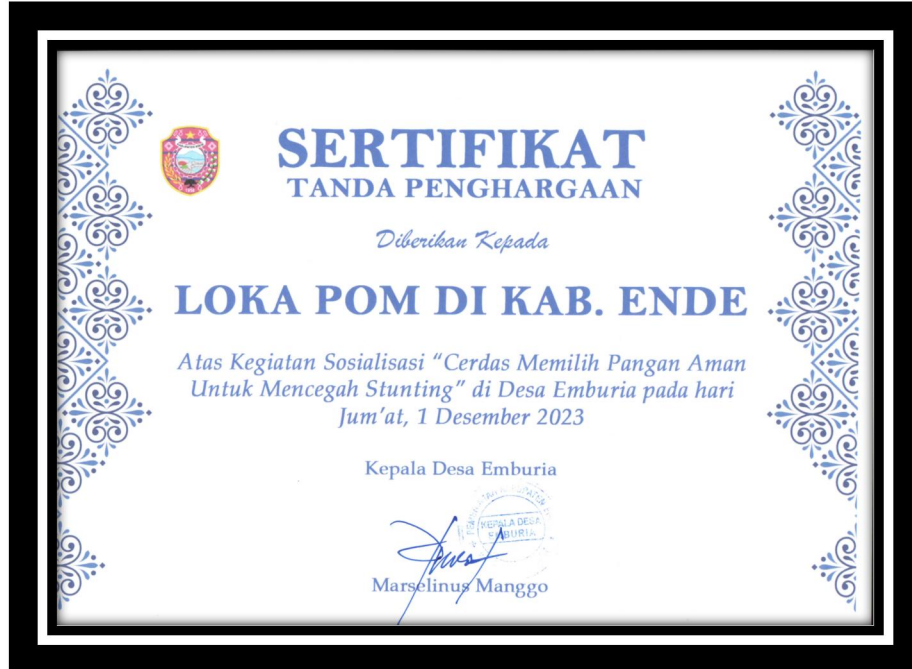 SERTIFIKAT
TANDA PENGHARGAAN
Diberikan Kepada
LOKA POM DI KAB. ENDE
Atas Kegiatan Sosialisasi “Cerdas Memilih Pangan Aman
Untuk Mencegah Stunting” di Desa Emburia pada hari
Jum’at, 1 Desember 2023
Kepala Desa Emburia
KEPALA DESA
EMBURIA
Marselinus Manggo